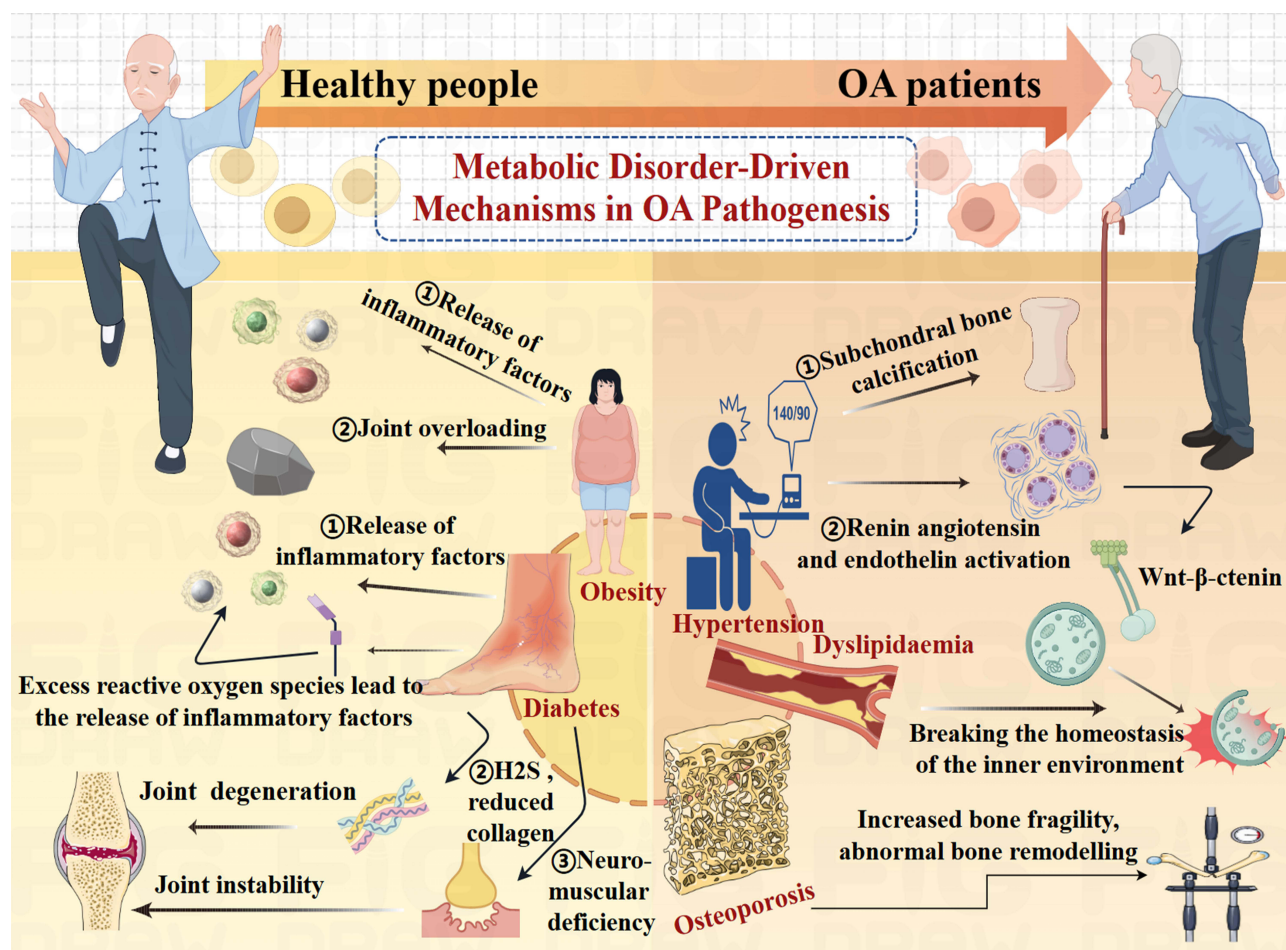 Healthy people
OA patients
Metabolic Disorder-Driven
Mechanisms in OA Pathogenesis
①Release of
inflammatory factors
②Joint overloading
①Release of
inflammatory factors
Obesity
Excess reactive oxygen species lead to
the release of inflammatory factors
Diabetes
②H2S ,
reduced
collagen
Joint degeneration
③Neuro-
muscular
deficiency
Joint instability
①Subchondral bone
calcification
140/90
②Renin angiotensin
and endothelin activation
Wnt-β-ctenin
Hypertension
Dyslipidaemia
Breaking the homeostasis
of the inner environment
Increased bone fragility,
abnormal bone remodelling
Osteoporosis